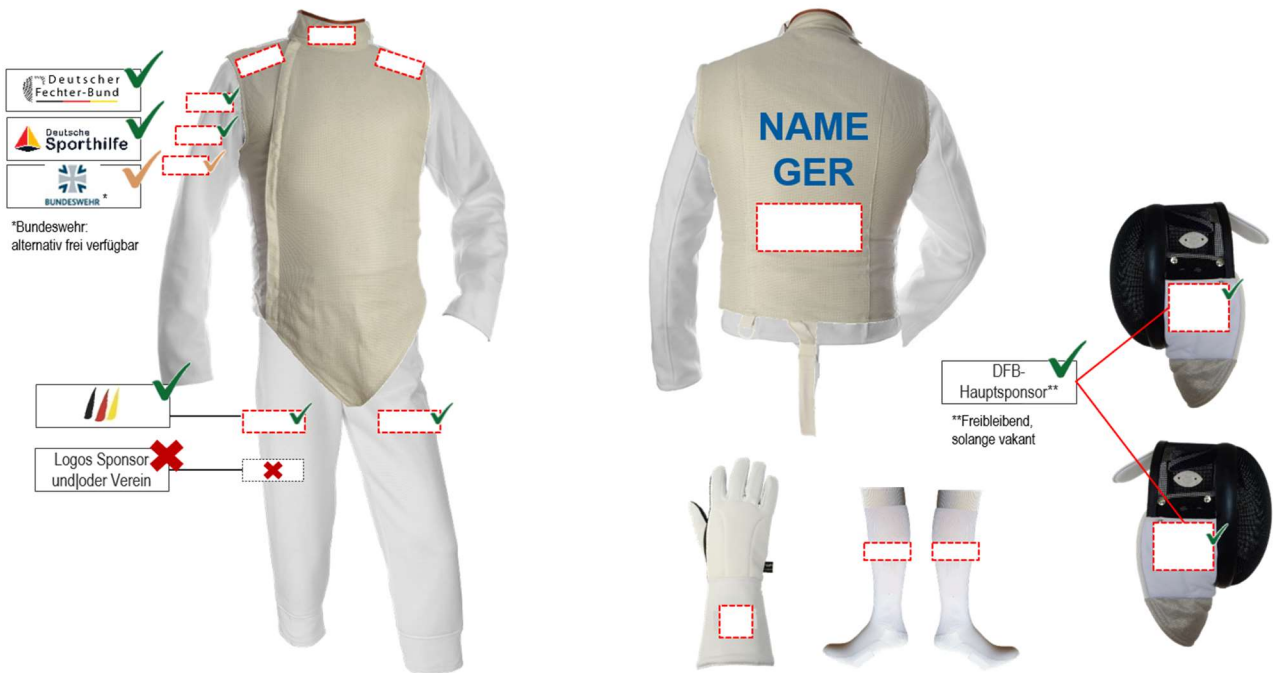 Deutscher
Fechter-Bund
Deutsche
Sporthilfe
BUNDESWEHR *
*Bundeswehr:
alternativ frei verfügbar
Logos Sponsor
und|oder Verein
NAME
GER
DFB-
Hauptsponsor**
**Freibleibend,
solange vakant